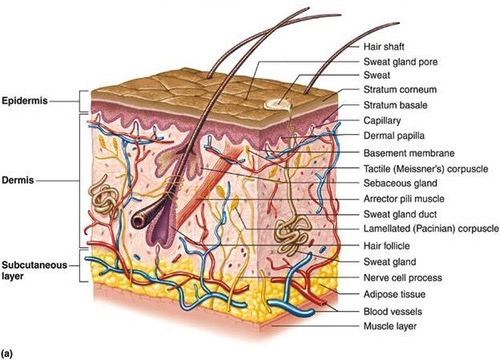 Hair shaft
Sweat gland pore
Sweat
Stratum corneum
Epidermis
Stratum basale
Capillary
Dermal papilla
Basement membrane
Tactile (Meissner's) corpuscle
Dermis
Sebaceous gland
Arrector pili muscle
Sweat gland duct
Lamellated (Pacinian) corpuscle
Hair follicle
Subcutaneous
layer
Sweat gland
Nerve cell process
Adipose tissue
Blood vessels
Muscle layer
(a)